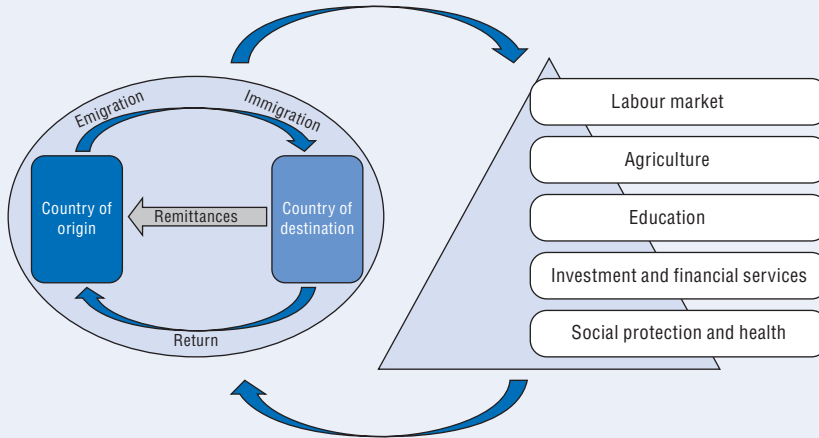 Emigration
Immigration
Country of
origin
Remittances
Country of
destination
Return
Labour market
Agriculture
Education
Investment and financial services
Social protection and health